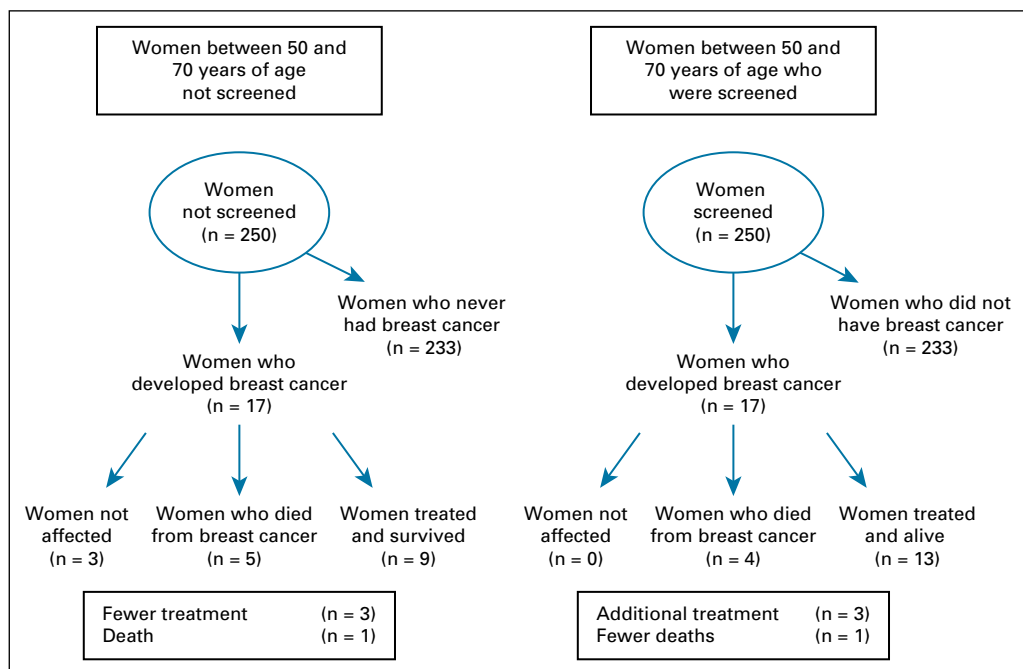 Women between 50 and
70 years of age
not screened
Women
not screened
(n = 250)
Women who never
had breast cancer
(n = 233)
Women who
developed breast cancer
(n = 17)
Women not
affected
(n = 3)
Women who died
from breast cancer
(n = 5)
Women treated
and survived
(n = 9)
Fewer treatment (n = 3)
Death (n = 1)
Women between 50 and
70 years of age who
were screened
Women
screened
(n = 250)
Women who did not
have breast cancer
(n = 233)
Women who
developed breast cancer
(n = 17)
Women not
affected
(n = 0)
Women who died
from breast cancer
(n = 4)
Women treated
and alive
(n = 13)
Additional treatment (n = 3)
Fewer deaths (n = 1)